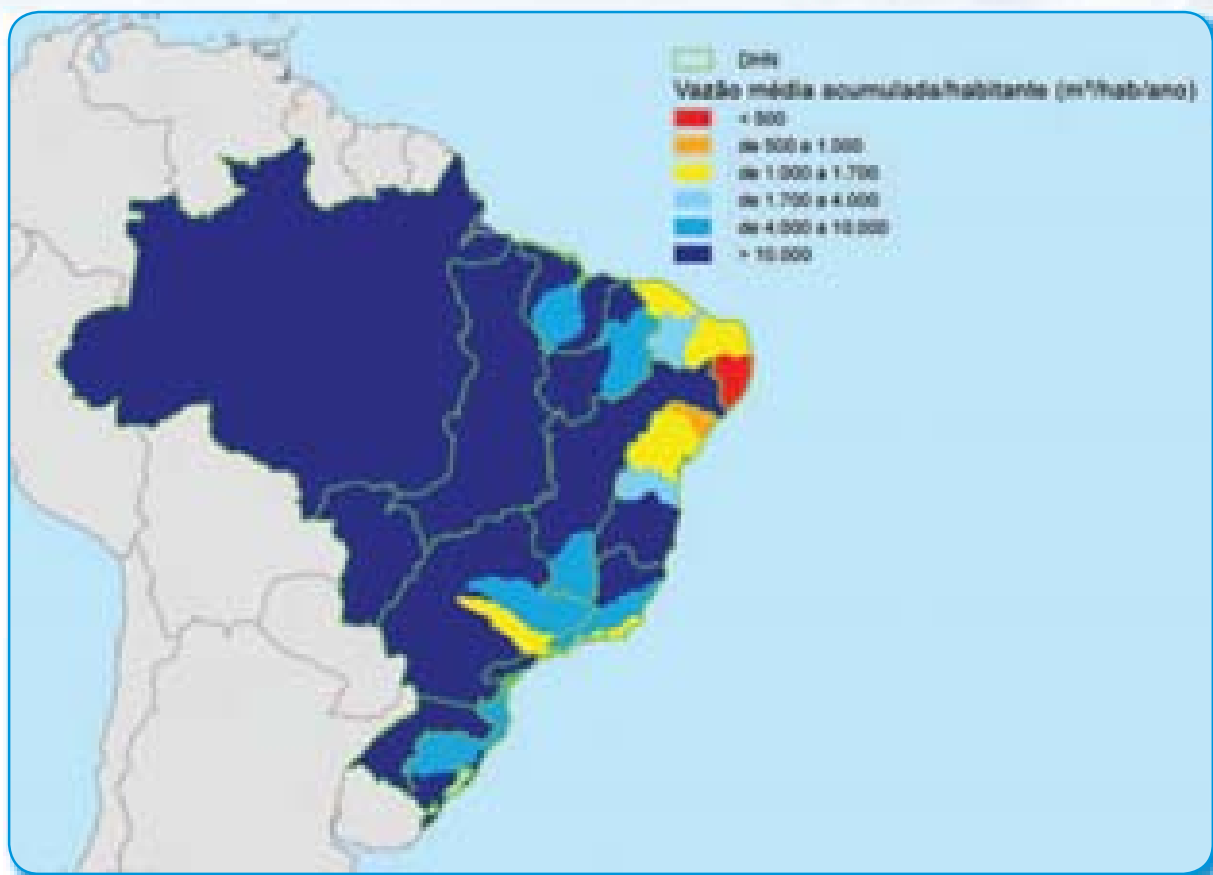 DHN
Vazão média acumulada/habitante (m³/hab/ano)
< 500
de 500 a 1.000
de 1.000 a 1.700
de 1.700 a 4.000
de 4.000 a 10.000
> 10.000